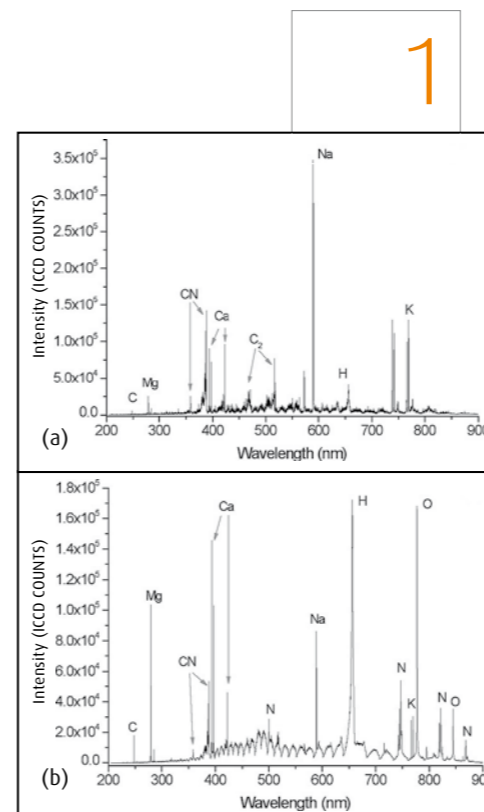 1
Intensity (ICCD COUNTS)
3.5x10⁵
3.0x10⁵
2.5x10⁵
2.0x10⁵
1.5x10⁵
1.0x10⁵
5.0x10⁴
0.0
Na
CN
Ca
K
C₂
H
Mg
C
200 300 400 500 600 700 800 900
(a)
Wavelength (nm)
Intensity (ICCD COUNTS)
1.8x10⁵
1.6x10⁵
1.4x10⁵
1.2x10⁵
1.0x10⁵
8.0x10⁴
6.0x10⁴
4.0x10⁴
2.0x10⁴
0.0
Ca
H
O
Mg
Na
CN
N
N
K
N
O
C
N
200 300 400 500 600 700 800 900
(b)
Wavelength (nm)